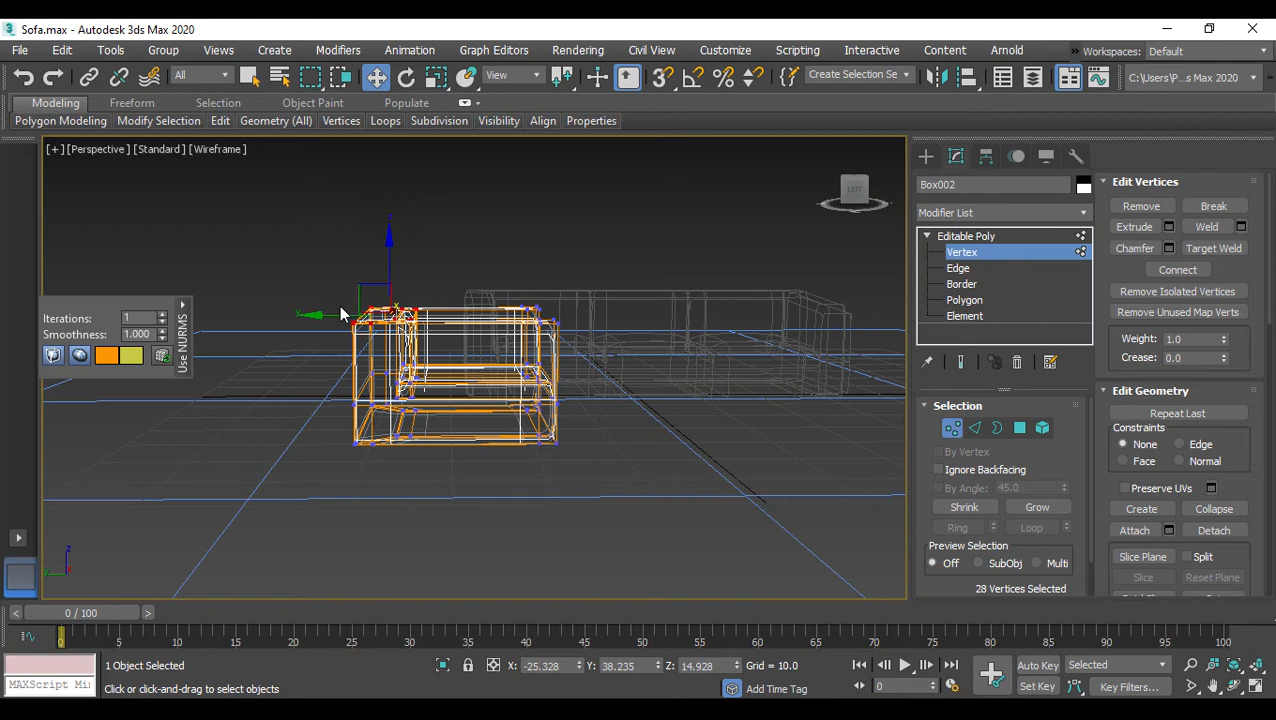 Sofa.max - Autodesk 3ds Max 2020
File Edit Tools Group Views Create Modifiers Animation Graph Editors Rendering Civil View Customize Scripting Interactive Content Arnold Workspaces: Default
All View Create Selection Se C:\Users\P...s Max 2020
Modeling Freeform Selection Object Paint Populate
Polygon Modeling Modify Selection Edit Geometry (All) Vertices Loops Subdivision Visibility Align Properties
[+] [Perspective] [Standard] [Wireframe]
LEFT
Iterations: 1
Smoothness: 1.000
Use NURMS
Box002
Modifier List
Editable Poly
Vertex
Edge
Border
Polygon
Element
Selection
By Vertex
Ignore Backfacing
By Angle: 45.0
Shrink Grow
Ring Loop
Preview Selection
Off SubObj Multi
28 Vertices Selected
Edit Vertices
Remove Break
Extrude Weld
Chamfer Target Weld
Connect
Remove Isolated Vertices
Remove Unused Map Verts
Weight: 1.0
Crease: 0.0
Edit Geometry
Repeat Last
Constraints
None Edge
Face Normal
Preserve UVs
Create Collapse
Attach Detach
Slice Plane Split
Slice Reset Plane
0 / 100
0 5 10 15 20 25 30 35 40 45 50 55 60 65 70 75 80 85 90 95 100
1 Object Selected X: -25.328 Y: 38.235 Z: 14.928 Grid = 10.0 Auto Key Selected
MAXScript Mi Click or click-and-drag to select objects Add Time Tag 0 Set Key Key Filters...